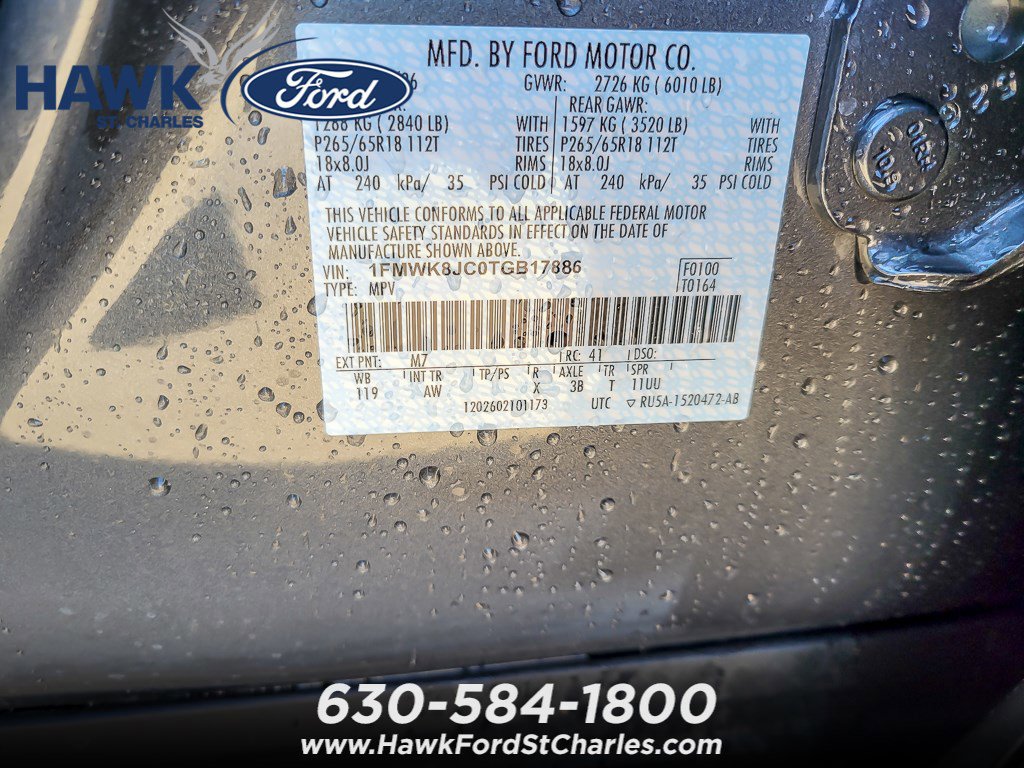 HAWK
ST. CHARLES
Ford
MFD. BY FORD MOTOR CO.
GVWR: 2726 KG ( 6010 LB)
REAR GAWR:
1288 KG ( 2840 LB) WITH 1597 KG ( 3520 LB) WITH
P265/65R18 112T TIRES P265/65R18 112T TIRES
18x8.0J RIMS 18x8.0J RIMS
AT 240 kPa/ 35 PSI COLD AT 240 kPa/ 35 PSI COLD
THIS VEHICLE CONFORMS TO ALL APPLICABLE FEDERAL MOTOR
VEHICLE SAFETY STANDARDS IN EFFECT ON THE DATE OF
MANUFACTURE SHOWN ABOVE.
VIN: 1FMWK8JC0TGB17886 F0100
TYPE: MPV T0164
EXT PNT: M7 RC: 41 DSO:
WB INT TR TP/PS R AXLE TR SPR
119 AW X 3B T 11UU
1202602101173 UTC ▽ RU5A-1520472-AB
630-584-1800
www.HawkFordStCharles.com